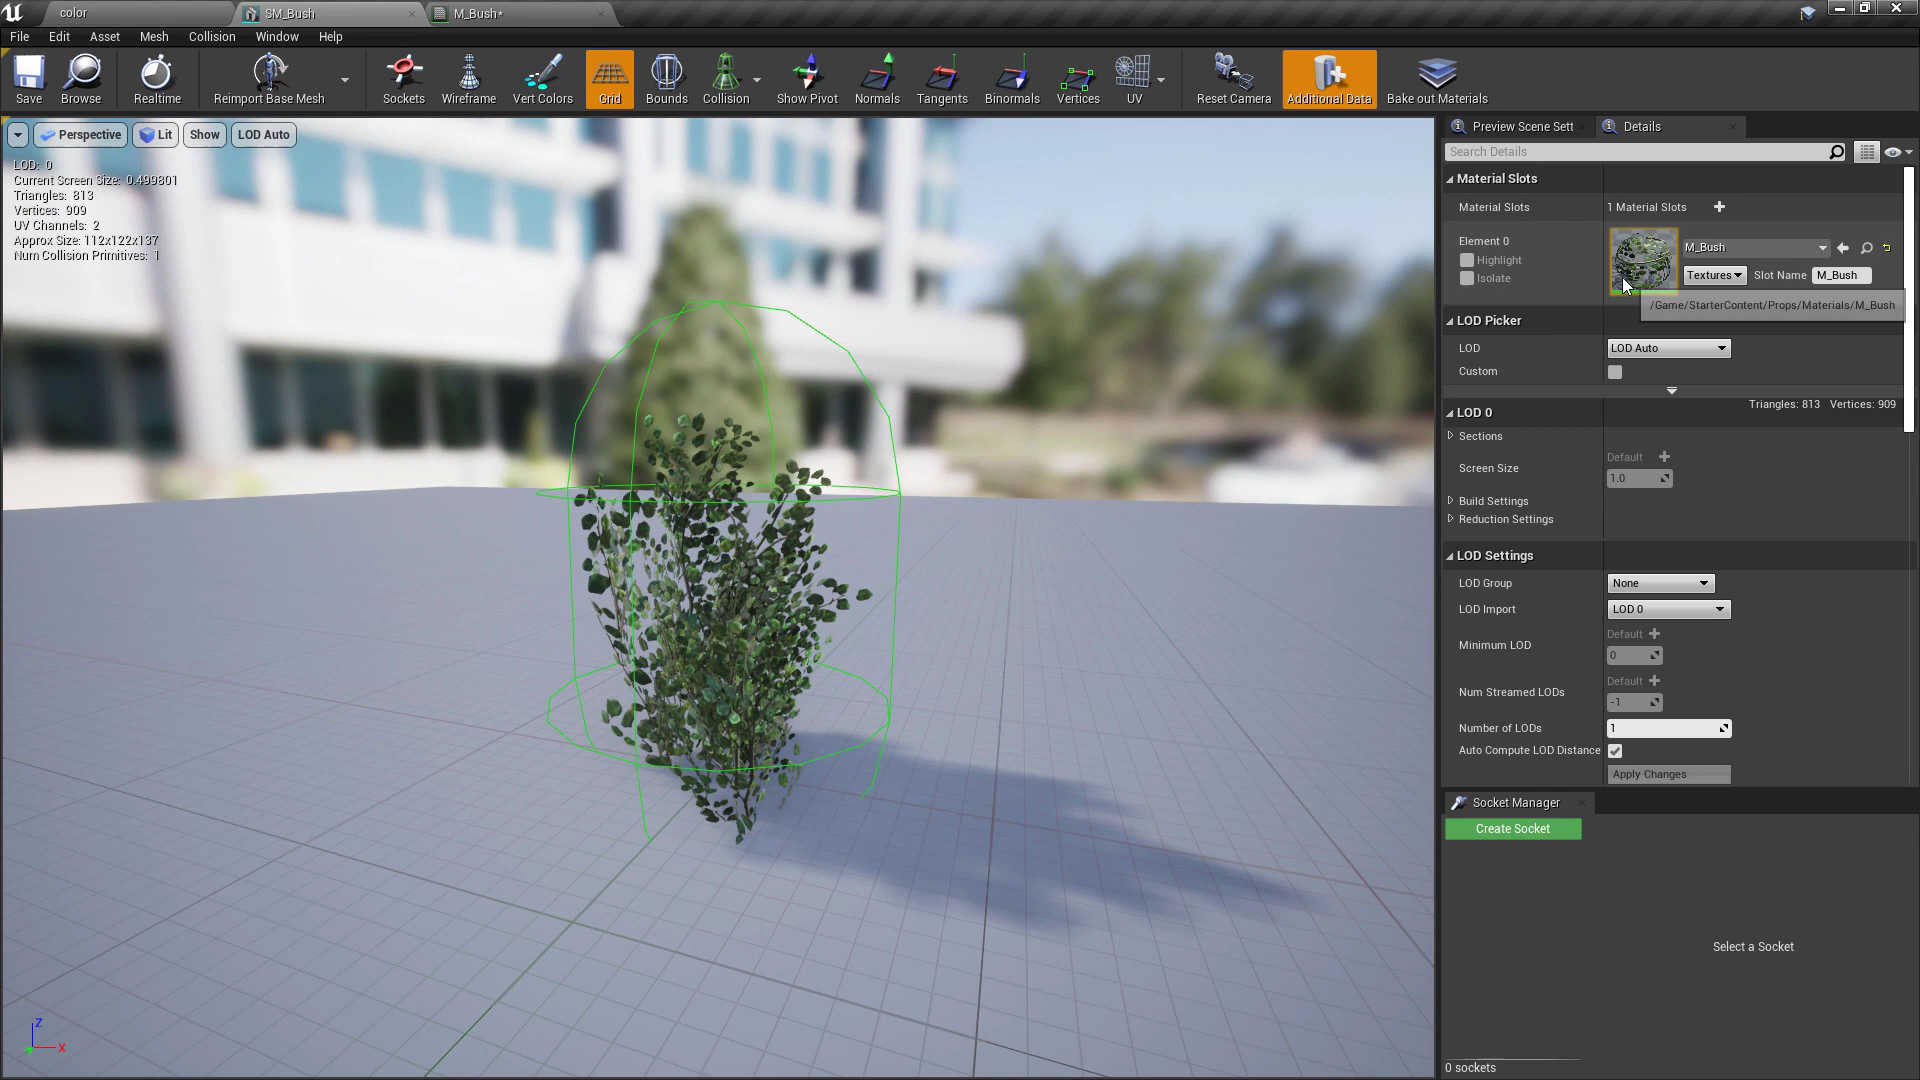 color
SM_Bush
M_Bush*
File Edit Asset Mesh Collision Window Help
Save Browse Realtime Reimport Base Mesh Sockets Wireframe Vert Colors Grid Bounds Collision Show Pivot Normals Tangents Binormals Vertices UV Reset Camera Additional Data Bake out Materials
Perspective Lit Show LOD Auto
LOD: 0
Current Screen Size: 0.499801
Triangles: 813
Vertices: 909
UV Channels: 2
Approx Size: 112x122x137
Num Collision Primitives: 1
Z
X
Preview Scene Sett Details
Search Details
Material Slots
Material Slots 1 Material Slots
Element 0 M_Bush
Highlight
Isolate
Textures Slot Name M_Bush
/Game/StarterContent/Props/Materials/M_Bush
LOD Picker
LOD LOD Auto
Custom
LOD 0 Triangles: 813 Vertices: 909
Sections
Default
Screen Size 1.0
Build Settings
Reduction Settings
LOD Settings
LOD Group None
LOD Import LOD 0
Default
Minimum LOD 0
Default
Num Streamed LODs -1
Number of LODs 1
Auto Compute LOD Distance
Apply Changes
Socket Manager
Create Socket
Select a Socket
0 sockets